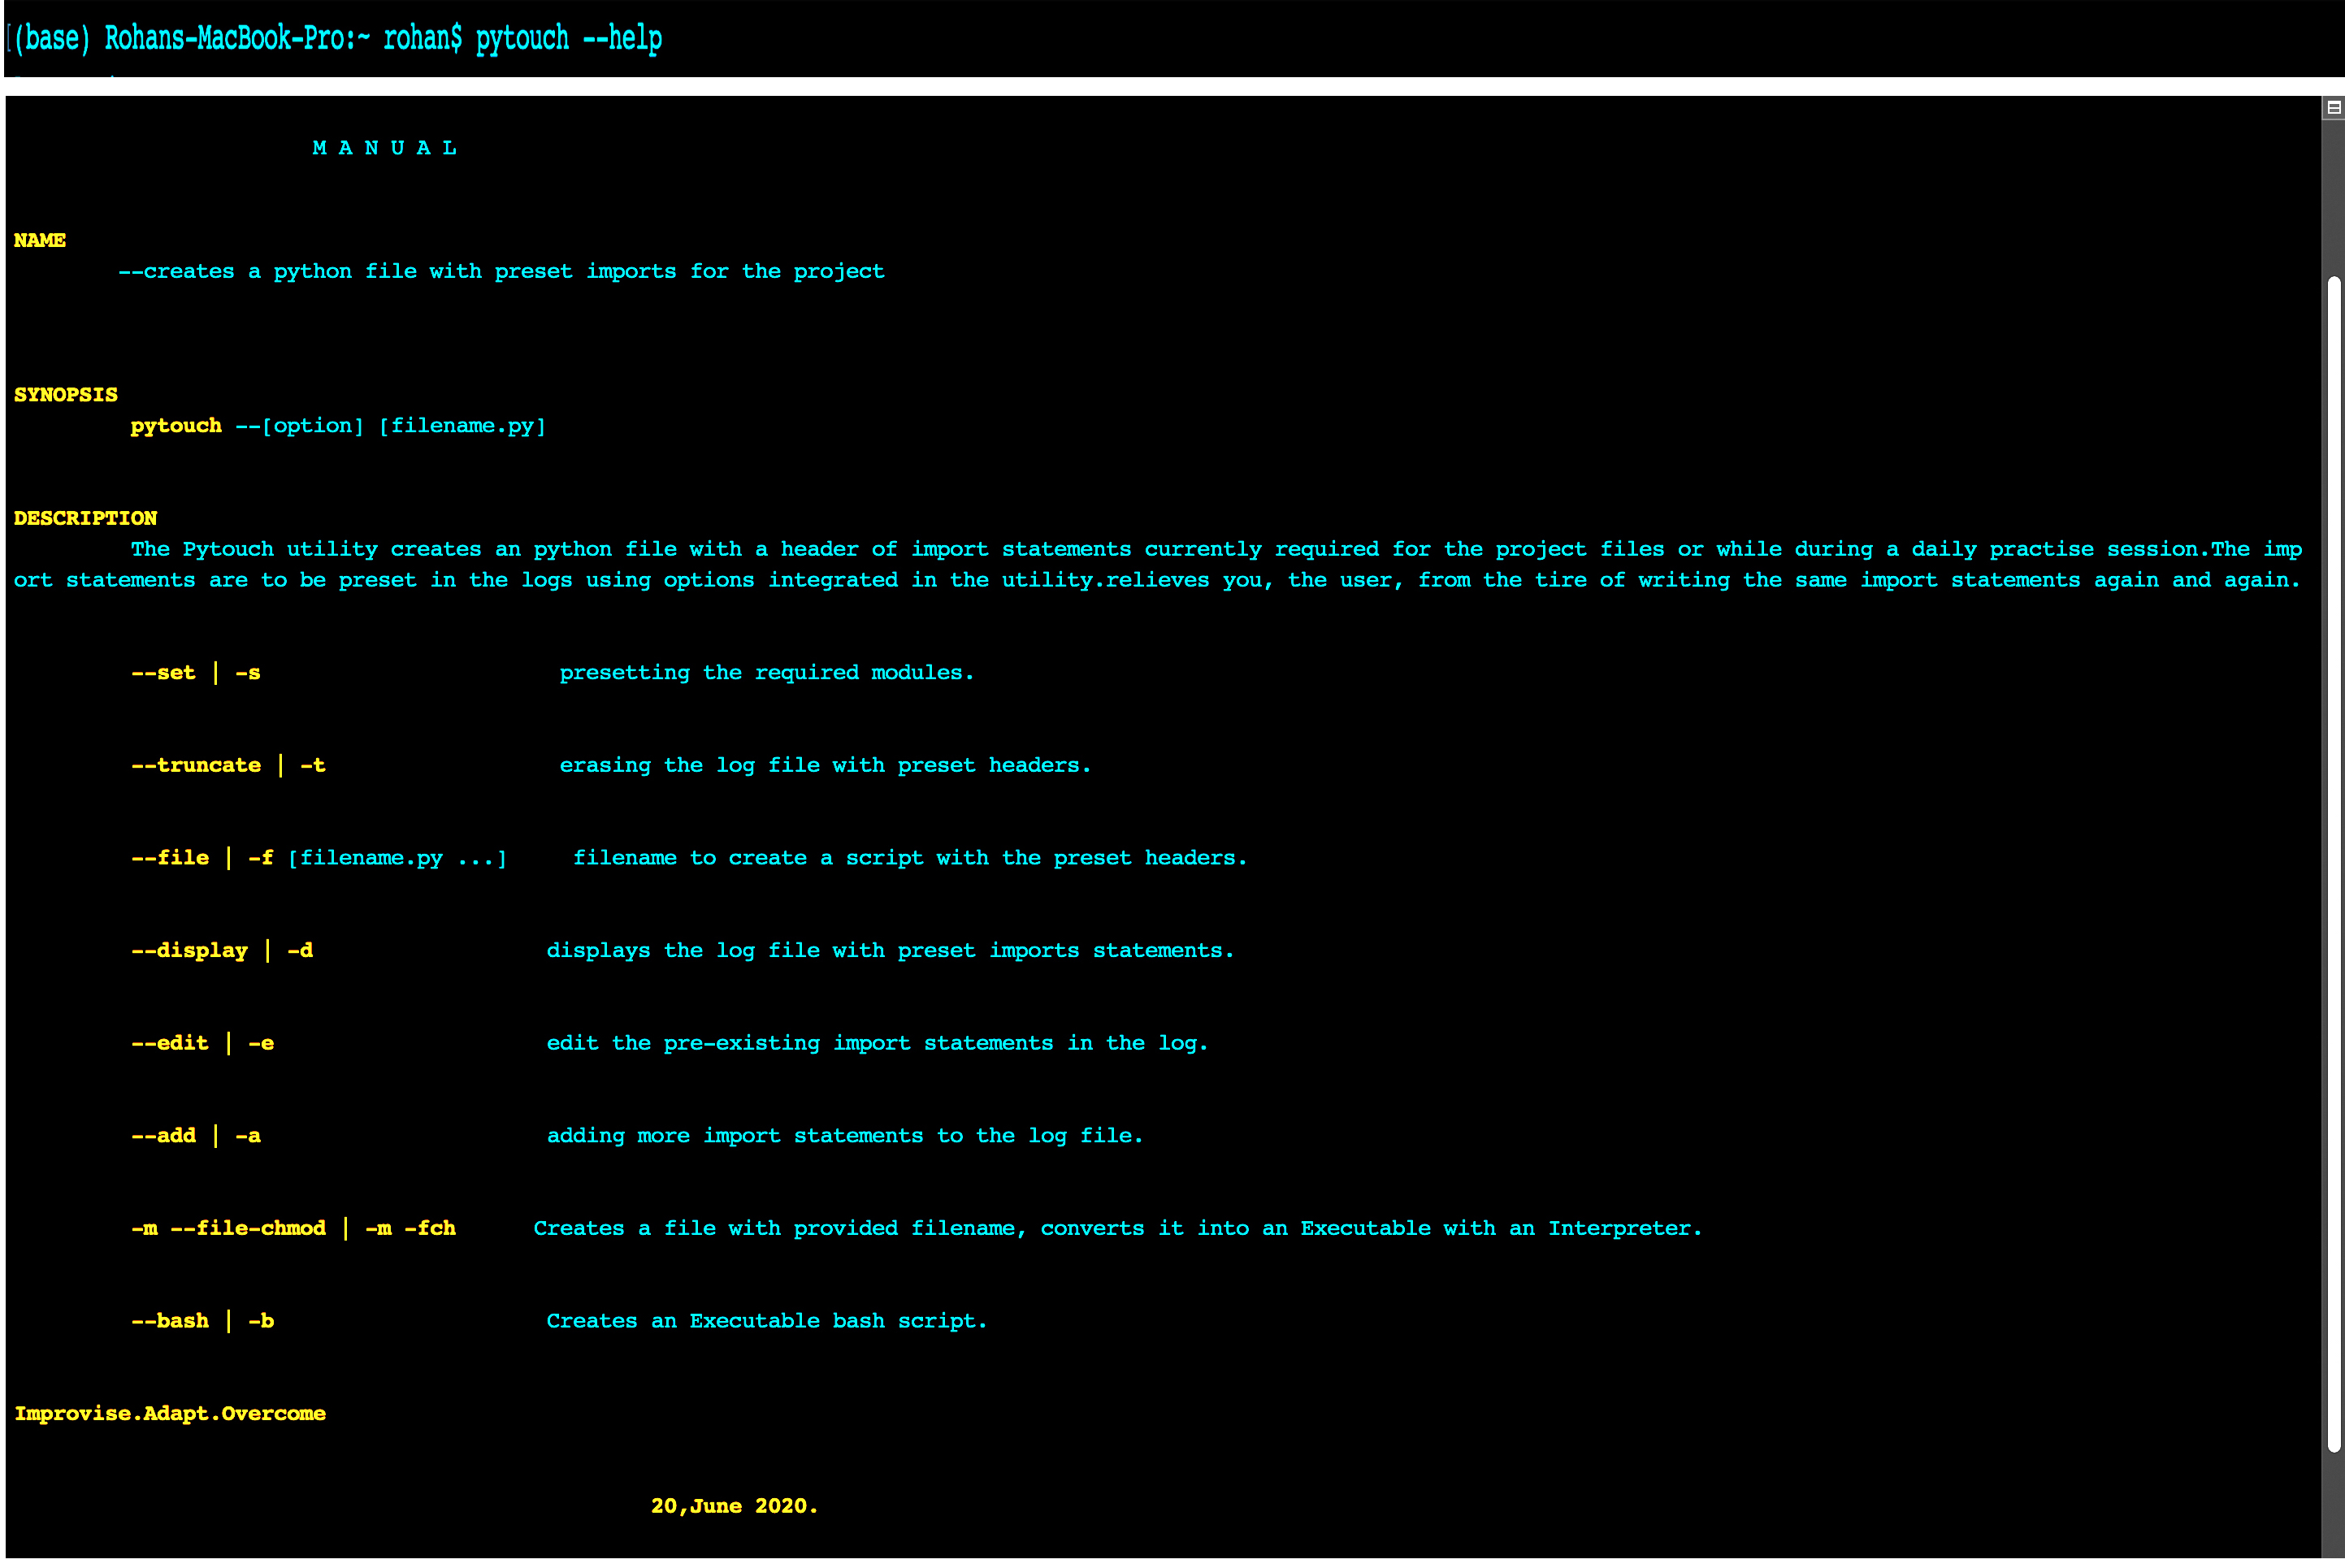 (base) Rohans-MacBook-Pro:~ rohan$ pytouch --help
M A N U A L
NAME
--creates a python file with preset imports for the project
SYNOPSIS
pytouch --[option] [filename.py]
DESCRIPTION
The Pytouch utility creates an python file with a header of import statements currently required for the project files or while during a daily practise session.The imp
ort statements are to be preset in the logs using options integrated in the utility.relieves you, the user, from the tire of writing the same import statements again and again.
--set | -s presetting the required modules.
--truncate | -t erasing the log file with preset headers.
--file | -f [filename.py ...] filename to create a script with the preset headers.
--display | -d displays the log file with preset imports statements.
--edit | -e edit the pre-existing import statements in the log.
--add | -a adding more import statements to the log file.
-m --file-chmod | -m -fch Creates a file with provided filename, converts it into an Executable with an Interpreter.
--bash | -b Creates an Executable bash script.
Improvise.Adapt.Overcome
20,June 2020.